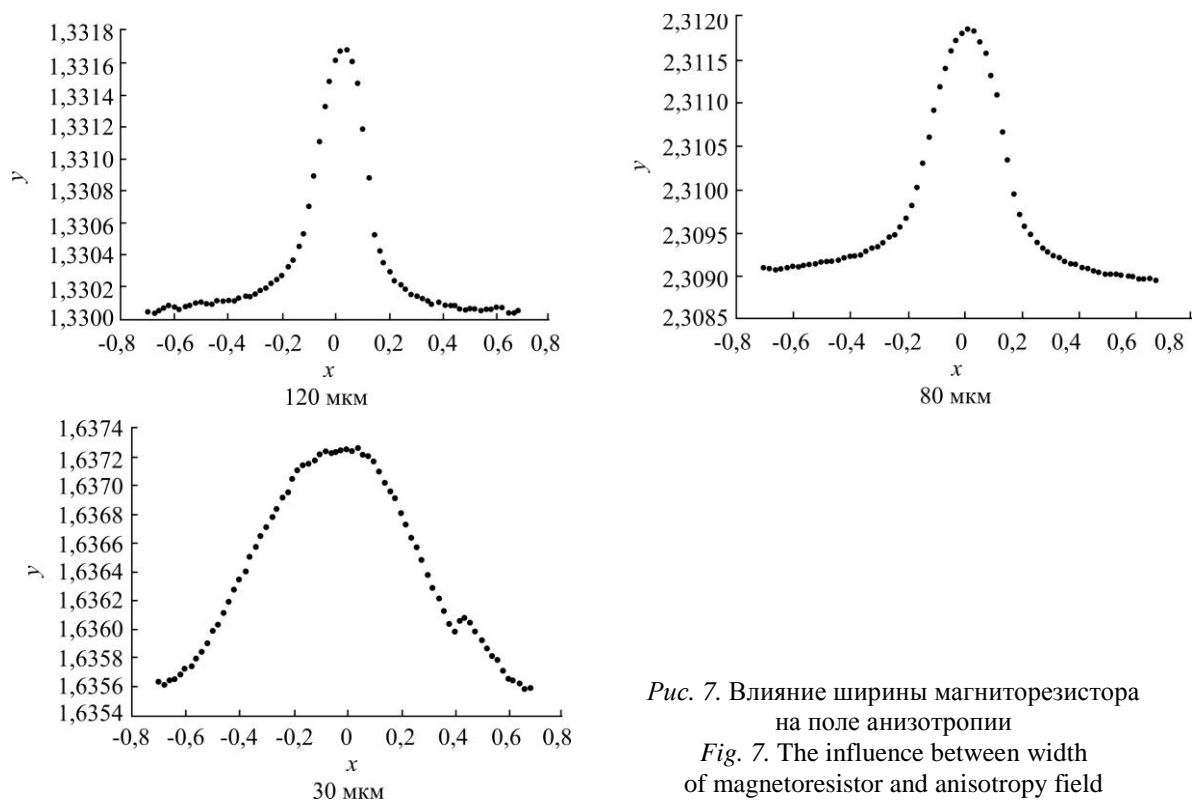 1,3318
1,3316
1,3314
1,3312
1,3310
1,3308
1,3306
1,3304
1,3302
1,3300
y
-0,8 -0,6 -0,4 -0,2 0 0,2 0,4 0,6 0,8
x
120 мкм
2,3120
2,3115
2,3110
2,3105
2,3100
2,3095
2,3090
2,3085
y
-0,8 -0,6 -0,4 -0,2 0 0,2 0,4 0,6 0,8
x
80 мкм
1,6374
1,6372
1,6370
1,6368
1,6366
1,6364
1,6362
1,6360
1,6358
1,6356
1,6354
y
-0,8 -0,6 -0,4 -0,2 0 0,2 0,4 0,6 0,8
x
30 мкм
Рис. 7. Влияние ширины магниторезистора
на поле анизотропии
Fig. 7. The influence between width
of magnetoresistor and anisotropy field